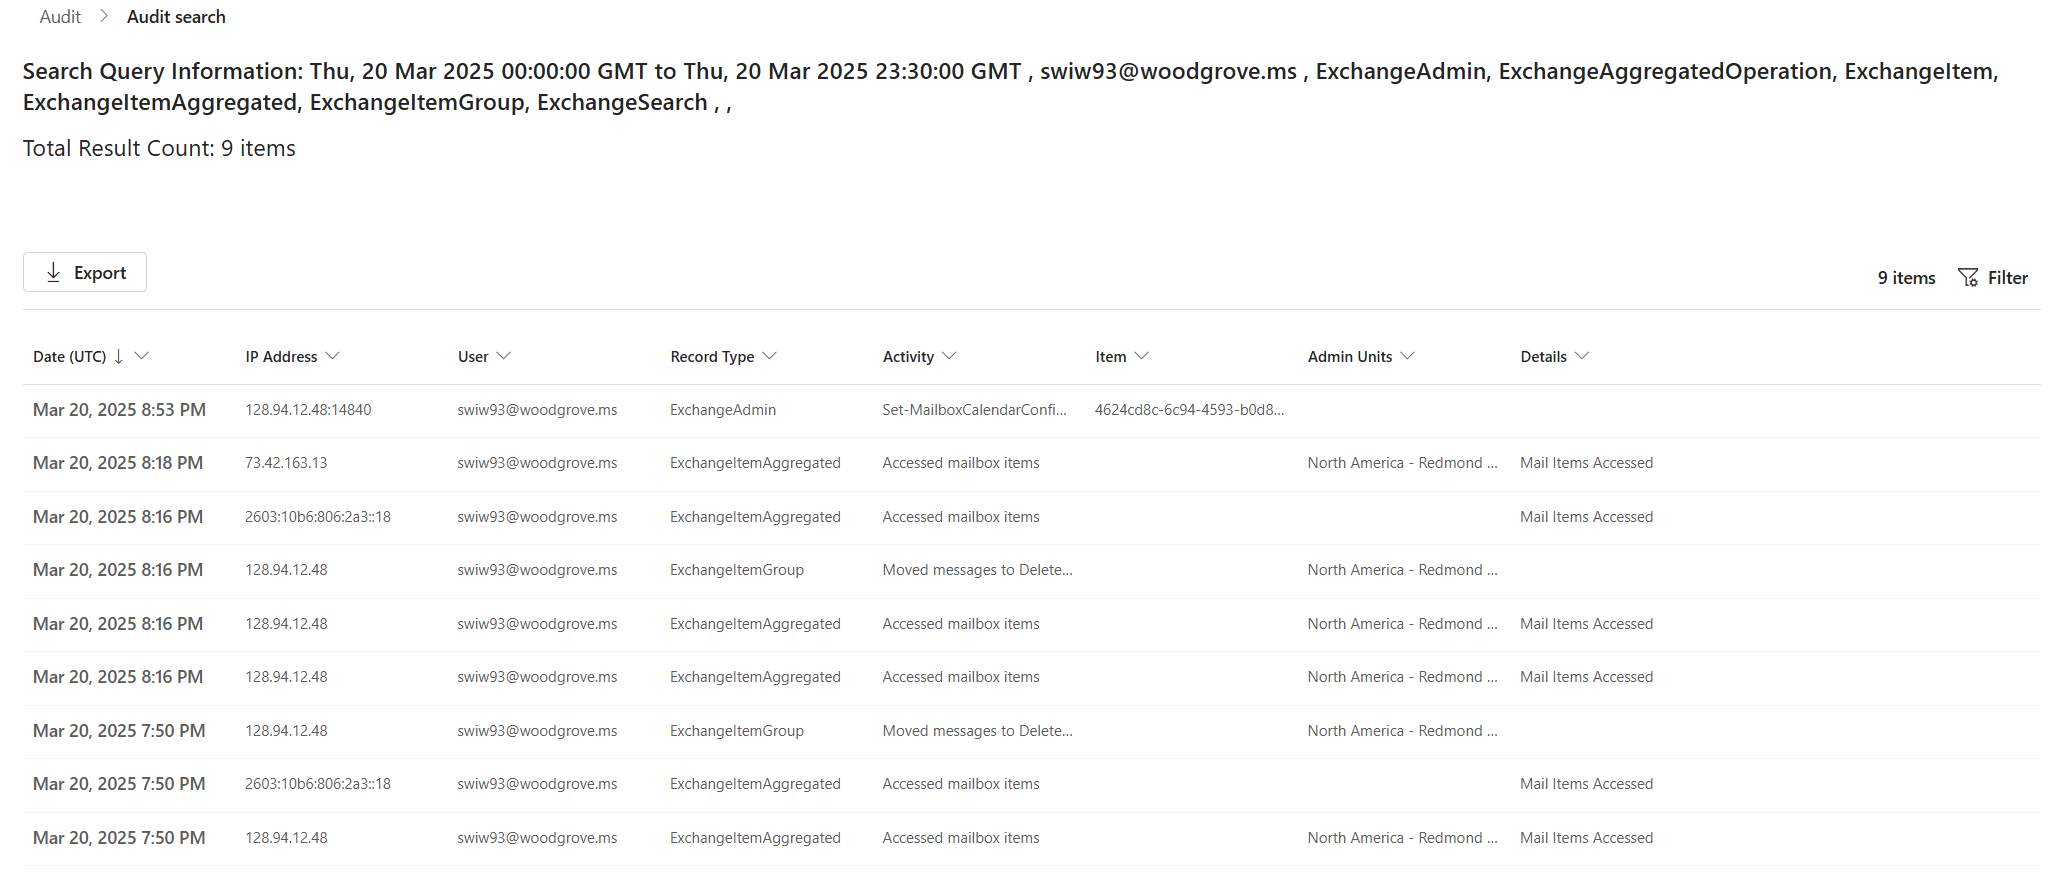 Audit > Audit search
Search Query Information: Thu, 20 Mar 2025 00:00:00 GMT to Thu, 20 Mar 2025 23:30:00 GMT , swiw93@woodgrove.ms , ExchangeAdmin, ExchangeAggregatedOperation, ExchangeItem,
ExchangeItemAggregated, ExchangeItemGroup, ExchangeSearch , ,
Total Result Count: 9 items
Export
9 items Filter
Date (UTC) ↓ IP Address User Record Type Activity Item Admin Units Details
Mar 20, 2025 8:53 PM 128.94.12.48:14840 swiw93@woodgrove.ms ExchangeAdmin Set-MailboxCalendarConfi... 4624cd8c-6c94-4593-b0d8...
Mar 20, 2025 8:18 PM 73.42.163.13 swiw93@woodgrove.ms ExchangeItemAggregated Accessed mailbox items North America - Redmond ... Mail Items Accessed
Mar 20, 2025 8:16 PM 2603:10b6:806:2a3::18 swiw93@woodgrove.ms ExchangeItemAggregated Accessed mailbox items Mail Items Accessed
Mar 20, 2025 8:16 PM 128.94.12.48 swiw93@woodgrove.ms ExchangeItemGroup Moved messages to Delete... North America - Redmond ...
Mar 20, 2025 8:16 PM 128.94.12.48 swiw93@woodgrove.ms ExchangeItemAggregated Accessed mailbox items North America - Redmond ... Mail Items Accessed
Mar 20, 2025 8:16 PM 128.94.12.48 swiw93@woodgrove.ms ExchangeItemAggregated Accessed mailbox items North America - Redmond ... Mail Items Accessed
Mar 20, 2025 7:50 PM 128.94.12.48 swiw93@woodgrove.ms ExchangeItemGroup Moved messages to Delete... North America - Redmond ...
Mar 20, 2025 7:50 PM 2603:10b6:806:2a3::18 swiw93@woodgrove.ms ExchangeItemAggregated Accessed mailbox items Mail Items Accessed
Mar 20, 2025 7:50 PM 128.94.12.48 swiw93@woodgrove.ms ExchangeItemAggregated Accessed mailbox items North America - Redmond ... Mail Items Accessed